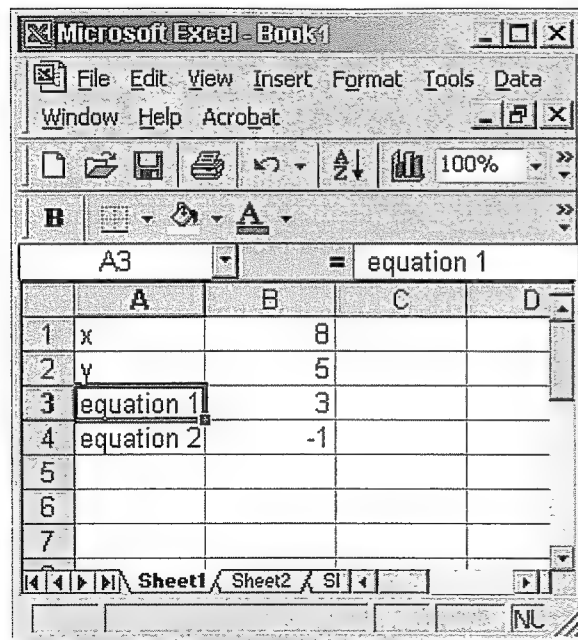 Microsoft Excel - Book1
File Edit View Insert Format Tools Data
Window Help Acrobat
100%
B A
A3 = equation 1
A B C D
1 x 8
2 y 5
3 equation 1 3
4 equation 2 -1
5
6
7
Sheet1 Sheet2